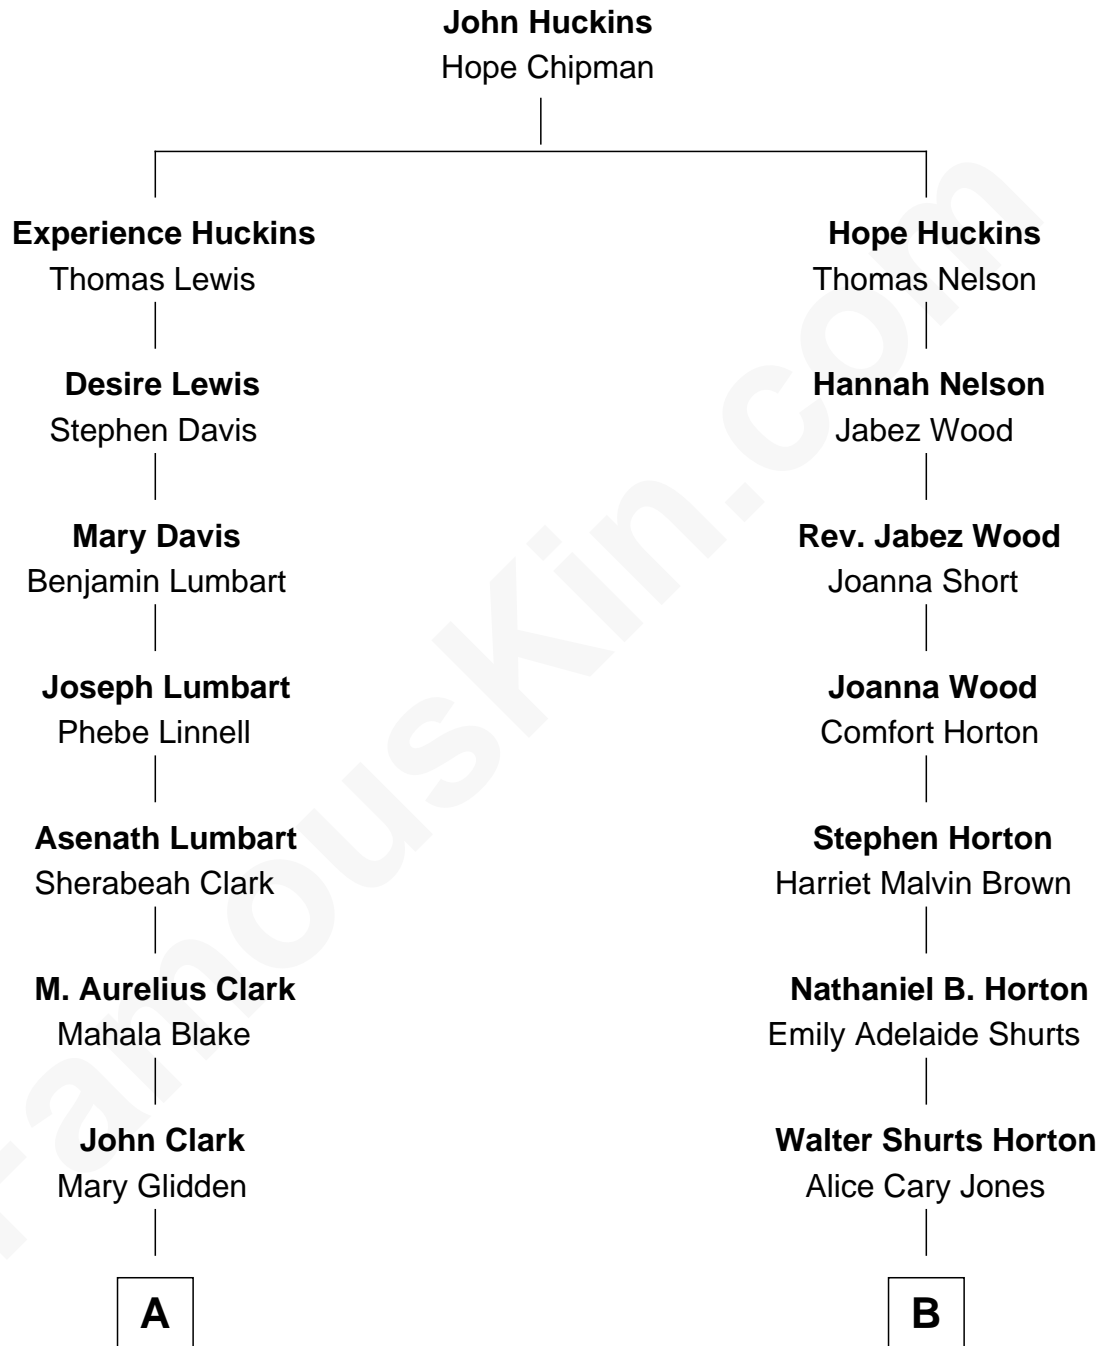 John Huckins
Hope Chipman
Experience Huckins
Thomas Lewis
Hope Huckins
Thomas Nelson
Desire Lewis
Stephen Davis
Hannah Nelson
Jabez Wood
Mary Davis
Benjamin Lumbart
Rev. Jabez Wood
Joanna Short
Joseph Lumbart
Phebe Linnell
Joanna Wood
Comfort Horton
Asenath Lumbart
Sherabeah Clark
Stephen Horton
Harriet Malvin Brown
M. Aurelius Clark
Mahala Blake
Nathaniel B. Horton
Emily Adelaide Shurts
John Clark
Mary Glidden
Walter Shurts Horton
Alice Cary Jones
A
B
FamousKin.com